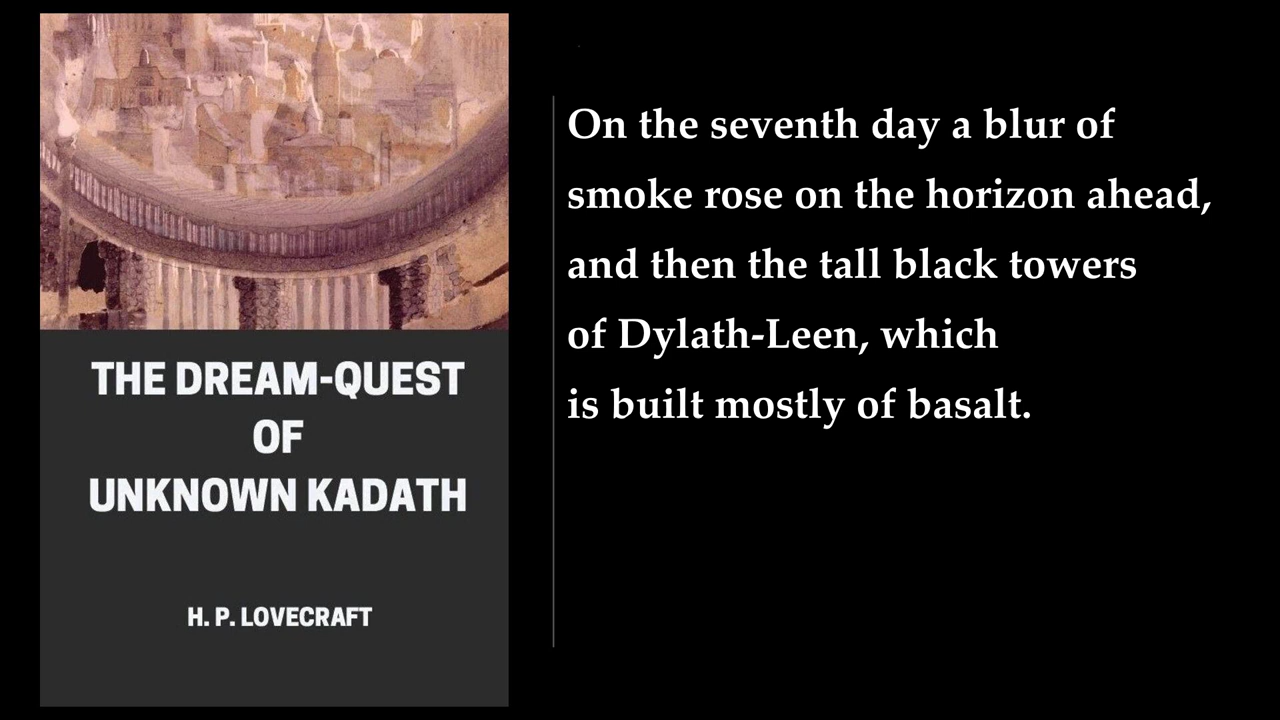 THE DREAM-QUEST
OF
UNKNOWN KADATH
H. P. LOVECRAFT
On the seventh day a blur of
smoke rose on the horizon ahead,
and then the tall black towers
of Dylath-Leen, which
is built mostly of basalt.